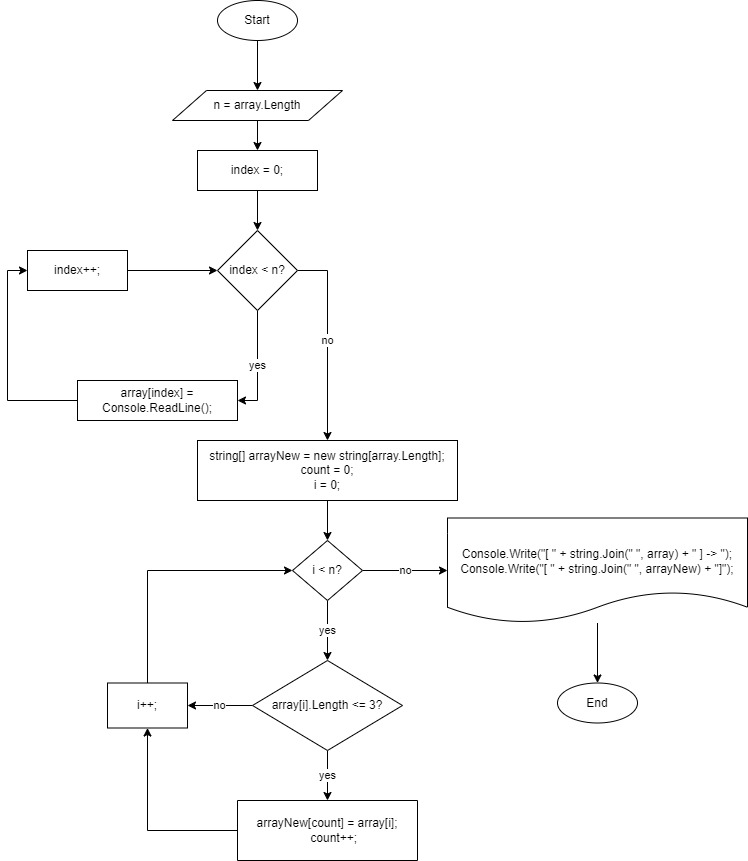 Start
n = array.Length
index = 0;
index++;
index < n?
no
yes
array[index] =
Console.ReadLine();
string[] arrayNew = new string[array.Length];
count = 0;
i = 0;
i < n?
no
Console.Write("[ " + string.Join(" ", array) + " ] -> ");
Console.Write("[ " + string.Join(" ", arrayNew) + "]");
yes
i++;
no
array[i].Length <= 3?
End
yes
arrayNew[count] = array[i];
count++;